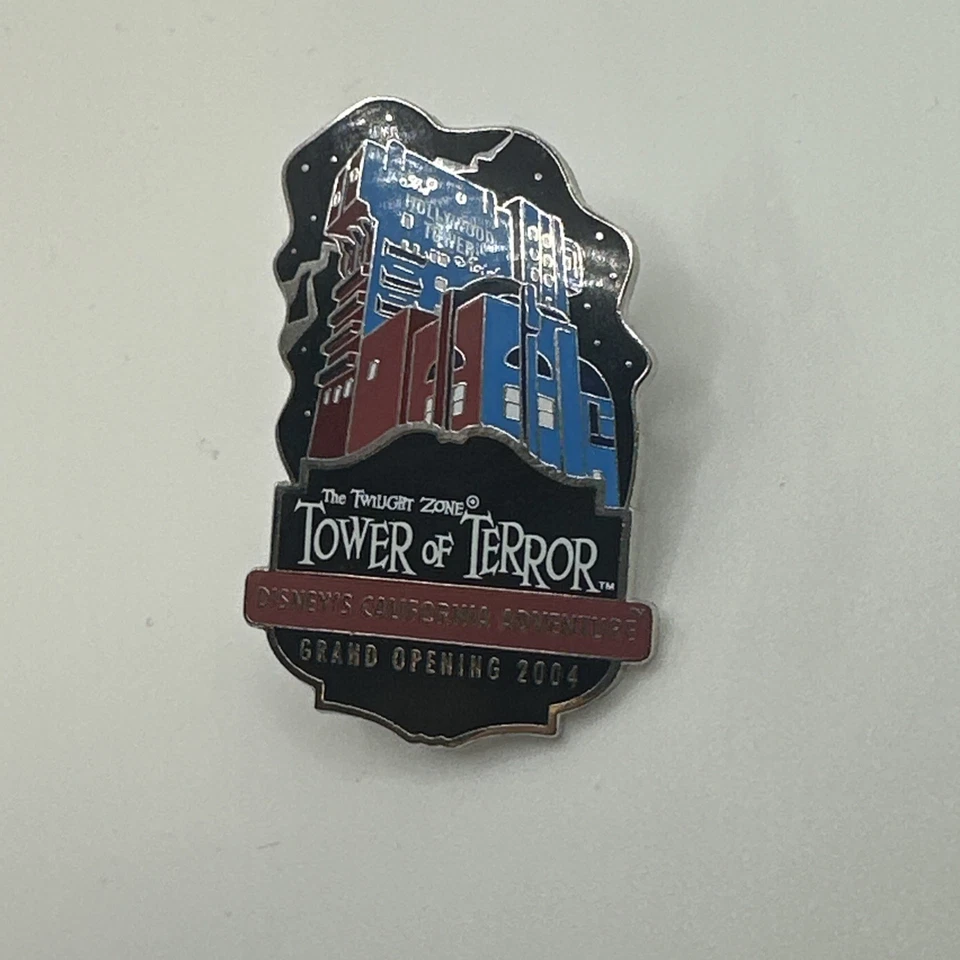 HOLLYWOOD
TOWER
The TWILIGHT ZONE®
TOWER OF TERROR™
DISNEY'S CALIFORNIA ADVENTURE™
GRAND OPENING 2004